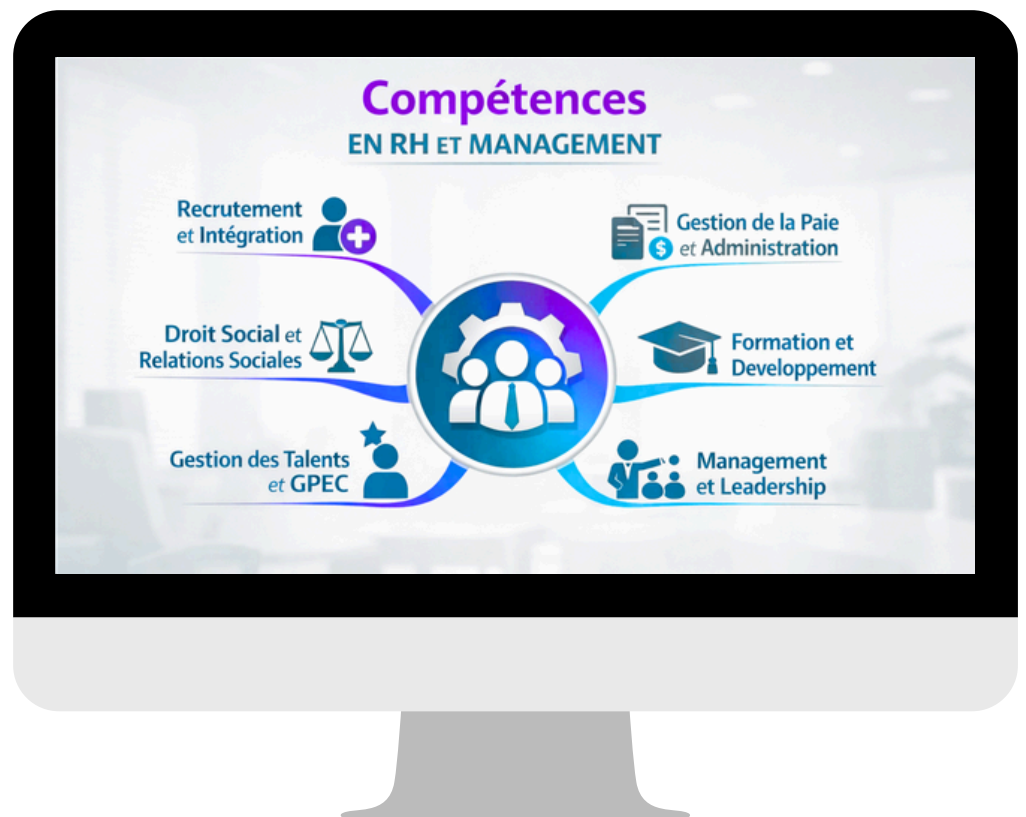 Compétences
EN RH ET MANAGEMENT
Recrutement
et Intégration
Droit Social et
Relations Sociales
Gestion des Talents
et GPEC
$
Gestion de la Paie
et Administration
Formation et
Developpement
Management
et Leadership